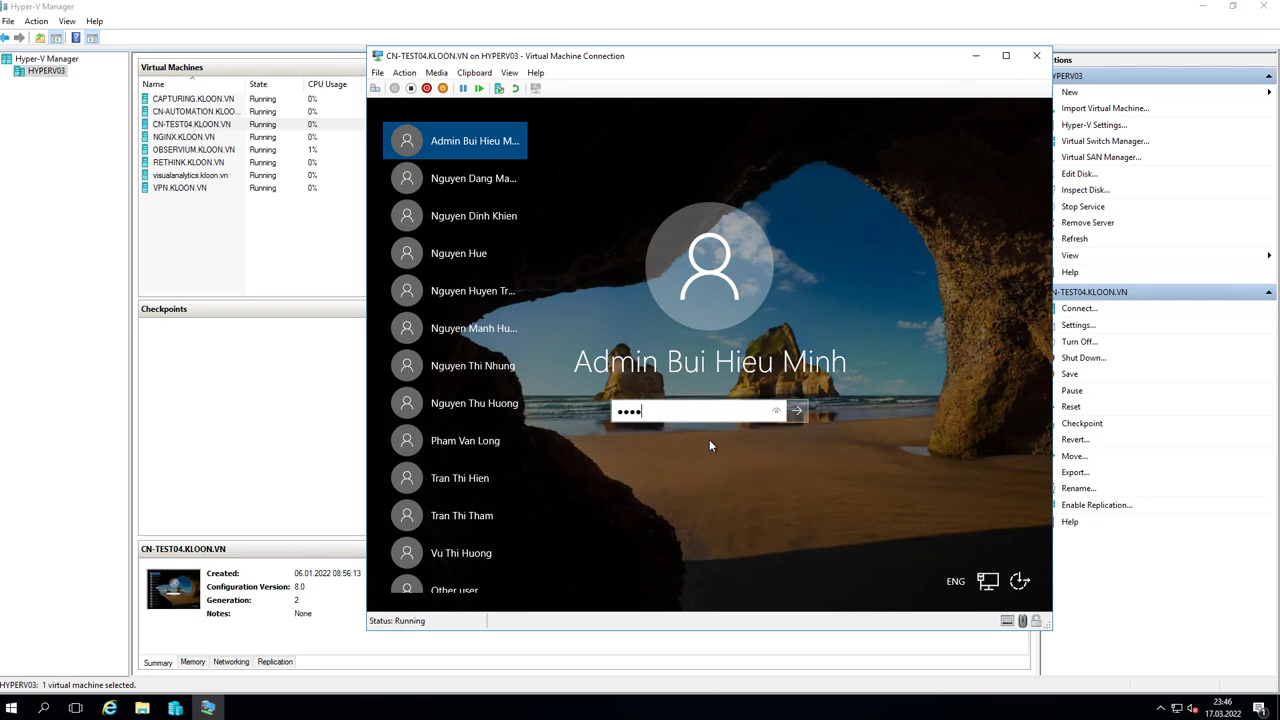 Hyper-V Manager
File Action View Help
Hyper-V Manager
HYPERV03
Virtual Machines
Name State CPU Usage
CAPTURING.KLOON.VN Running 0%
CN-AUTOMATION.KLOO... Running 0%
CN-TEST04.KLOON.VN Running 0%
NGINX.KLOON.VN Running 0%
OBSERVIUM.KLOON.VN Running 1%
RETHINK.KLOON.VN Running 0%
visualanalytics.kloon.vn Running 0%
VPN.KLOON.VN Running 0%
Checkpoints
CN-TEST04.KLOON.VN
Created: 06.01.2022 08:56:13
Configuration Version: 8.0
Generation: 2
Notes: None
Summary Memory Networking Replication
HYPERV03: 1 virtual machine selected.
CN-TEST04.KLOON.VN on HYPERV03 - Virtual Machine Connection
File Action Media Clipboard View Help
Admin Bui Hieu M...
Nguyen Dang Ma...
Nguyen Dinh Khien
Nguyen Hue
Nguyen Huyen Tr...
Nguyen Manh Hu...
Nguyen Thi Nhung
Nguyen Thu Huong
Pham Van Long
Tran Thi Hien
Tran Thi Tham
Vu Thi Huong
Other user
Admin Bui Hieu Minh
ENG
Status: Running
tions
YPERV03
New
Import Virtual Machine...
Hyper-V Settings...
Virtual Switch Manager...
Virtual SAN Manager...
Edit Disk...
Inspect Disk...
Stop Service
Remove Server
Refresh
View
Help
N-TEST04.KLOON.VN
Connect...
Settings...
Turn Off...
Shut Down...
Save
Pause
Reset
Checkpoint
Revert...
Move...
Export...
Rename...
Enable Replication...
Help
23:46
17.03.2022
1